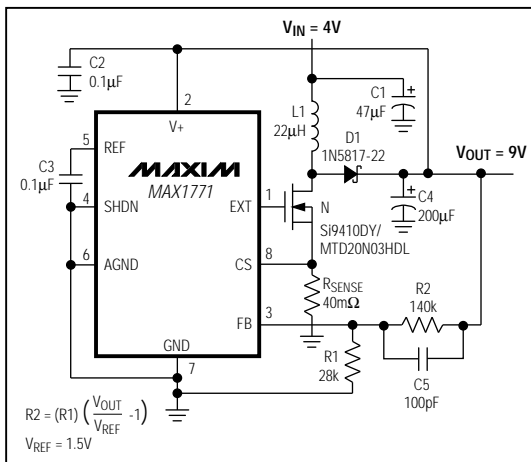 VIN = 4V
C2
0.1µF
2
V+
C1
47µF
L1
22µH
D1
1N5817-22
VOUT = 9V
5
REF
MAXIM
MAX1771
C3
0.1µF
4
SHDN
EXT
1
N
Si9410DY/
MTD20N03HDL
C4
200µF
6
AGND
CS
8
RSENSE
40mΩ
R2
140k
FB
3
GND
7
R1
28k
C5
100pF
R2 = (R1) (VOUT/VREF -1)
VREF = 1.5V